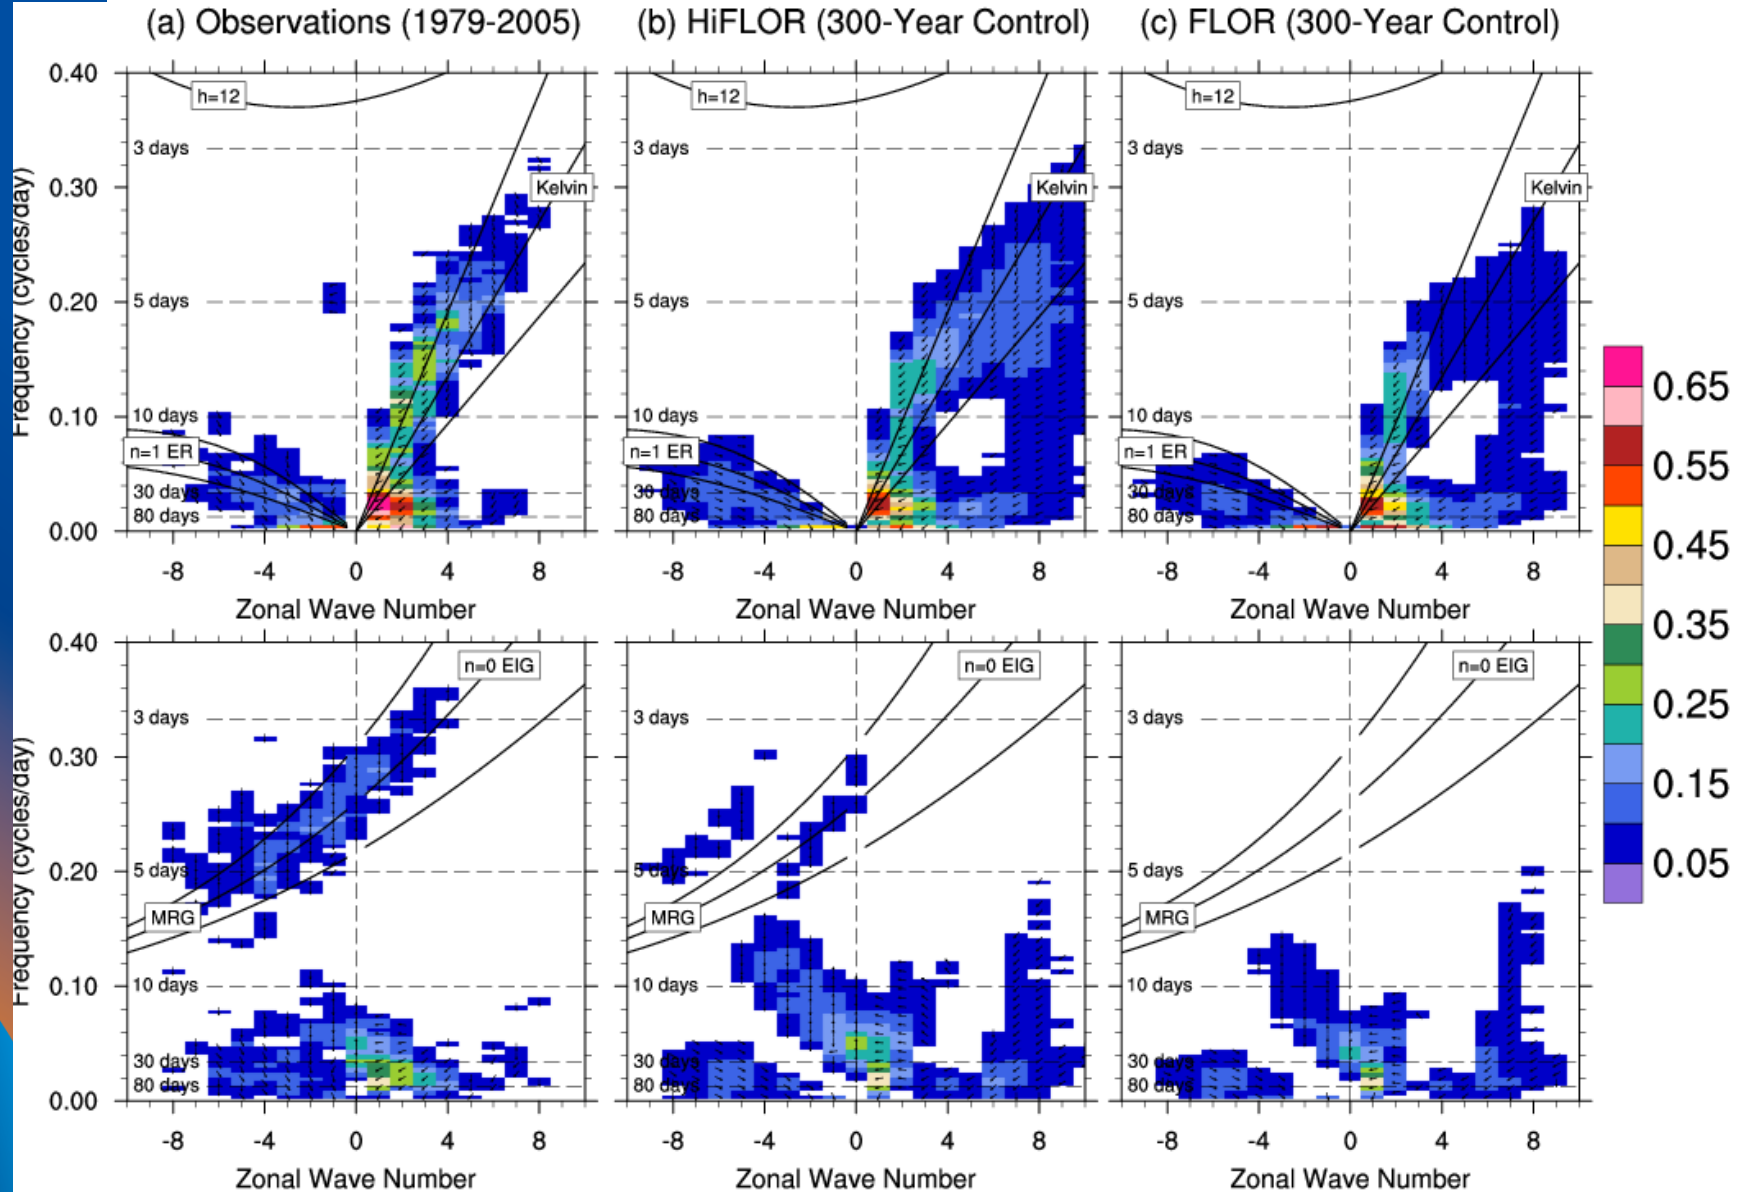 (a) Observations (1979-2005) (b) HiFLOR (300-Year Control) (c) FLOR (300-Year Control)
0.40
h=12 h=12 h=12
3 days 3 days 3 days
0.30 Kelvin Kelvin Kelvin
Frequency (cycles/day)
0.20 5 days 5 days 5 days
0.10 10 days 10 days 10 days
n=1 ER n=1 ER n=1 ER
30 days 30 days 30 days
80 days 80 days 80 days
0.00
-8 -4 0 4 8 -8 -4 0 4 8 -8 -4 0 4 8
Zonal Wave Number Zonal Wave Number Zonal Wave Number
0.65
0.55
0.45
0.35
0.25
0.15
0.05
0.40
n=0 EIG n=0 EIG n=0 EIG
3 days 3 days 3 days
0.30
Frequency (cycles/day)
0.20 5 days 5 days 5 days
MRG MRG MRG
0.10 10 days 10 days 10 days
30 days 30 days 30 days
80 days 80 days 80 days
0.00
-8 -4 0 4 8 -8 -4 0 4 8 -8 -4 0 4 8
Zonal Wave Number Zonal Wave Number Zonal Wave Number